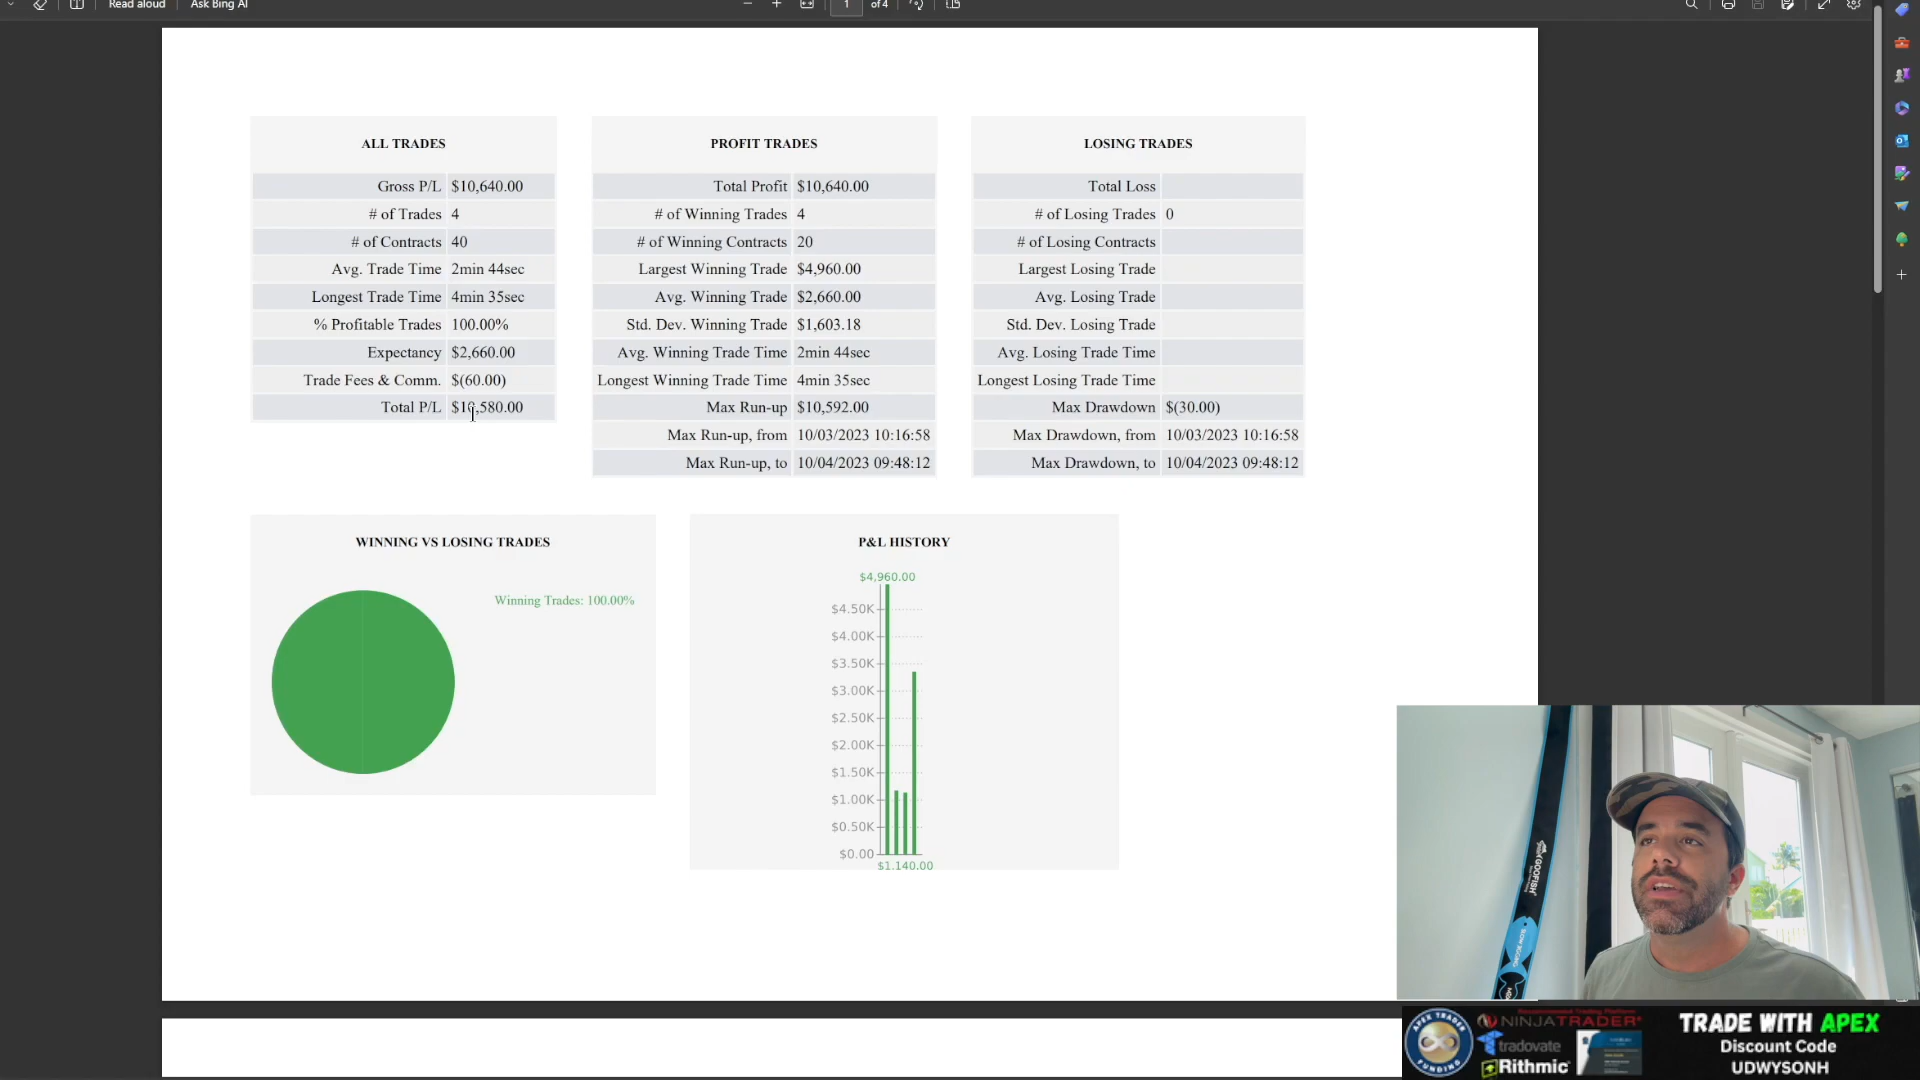 Read aloud
Ask Bing AI
1
of 4
ALL TRADES
Gross P/L $10,640.00
# of Trades 4
# of Contracts 40
Avg. Trade Time 2min 44sec
Longest Trade Time 4min 35sec
% Profitable Trades 100.00%
Expectancy $2,660.00
Trade Fees & Comm. $(60.00)
Total P/L $10,580.00
PROFIT TRADES
Total Profit $10,640.00
# of Winning Trades 4
# of Winning Contracts 20
Largest Winning Trade $4,960.00
Avg. Winning Trade $2,660.00
Std. Dev. Winning Trade $1,603.18
Avg. Winning Trade Time 2min 44sec
Longest Winning Trade Time 4min 35sec
Max Run-up $10,592.00
Max Run-up, from 10/03/2023 10:16:58
Max Run-up, to 10/04/2023 09:48:12
LOSING TRADES
Total Loss
# of Losing Trades 0
# of Losing Contracts
Largest Losing Trade
Avg. Losing Trade
Std. Dev. Losing Trade
Avg. Losing Trade Time
Longest Losing Trade Time
Max Drawdown $(30.00)
Max Drawdown, from 10/03/2023 10:16:58
Max Drawdown, to 10/04/2023 09:48:12
WINNING VS LOSING TRADES
Winning Trades: 100.00%
P&L HISTORY
$4,960.00
$4.50K
$4.00K
$3.50K
$3.00K
$2.50K
$2.00K
$1.50K
$1.00K
$0.50K
$0.00
$1,140.00
GOOFISH
APEX TRADER
FUNDING
NINJATRADER
tradovate
Rithmic
TRADE WITH APEX
Discount Code
UDWYSONH